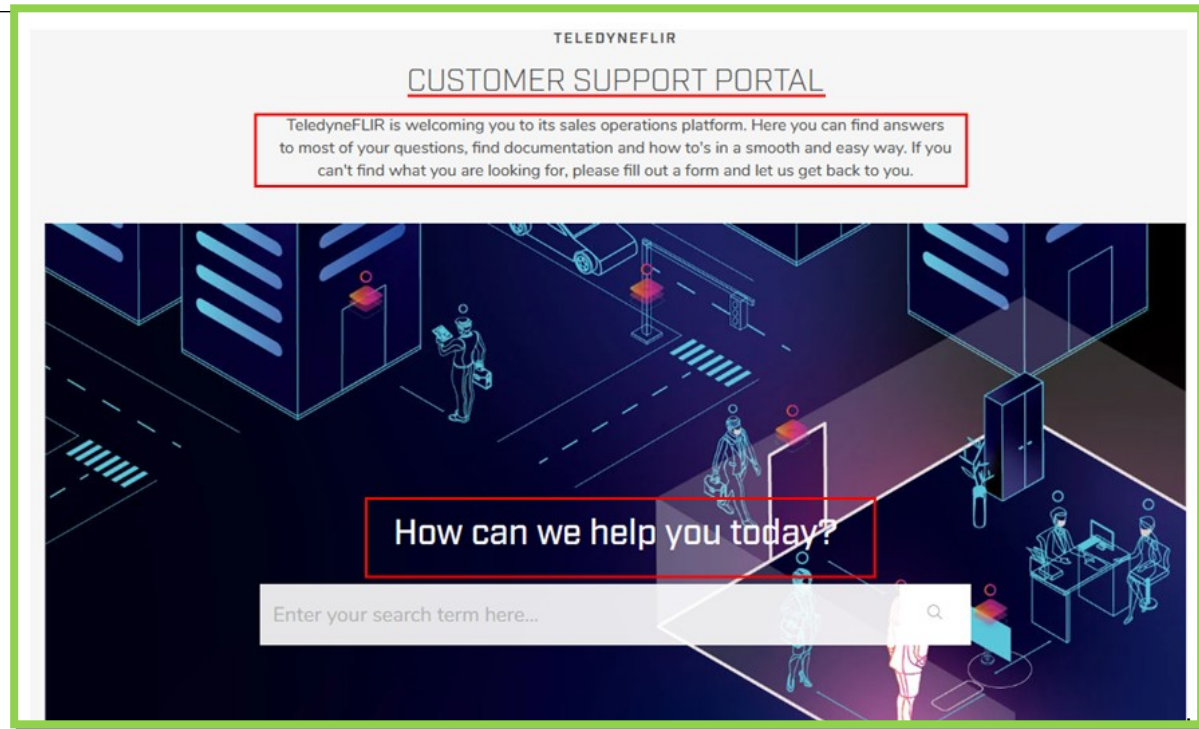 TELEDYNEFLIR
CUSTOMER SUPPORT PORTAL
TeledyneFLIR is welcoming you to its sales operations platform. Here you can find answers
to most of your questions, find documentation and how to's in a smooth and easy way. If you
can't find what you are looking for, please fill out a form and let us get back to you.
How can we help you today?
Enter your search term here...